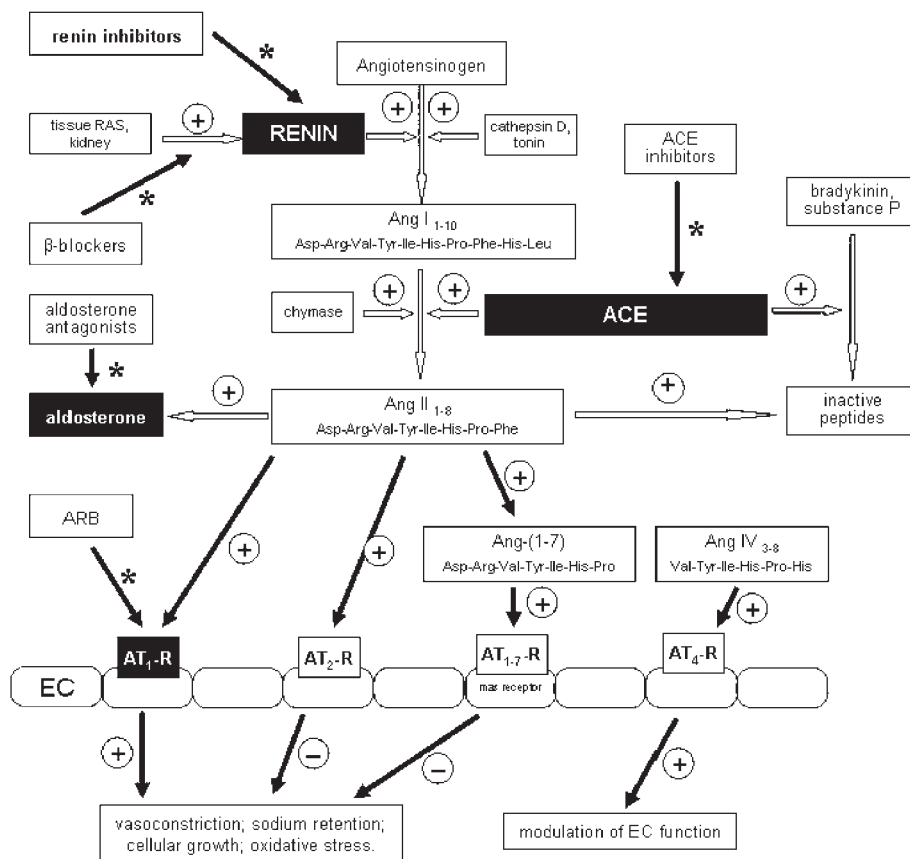 renin inhibitors
*
Angiotensinogen
tissue RAS,
kidney
+
RENIN
+
+
cathepsin D,
tonin
ACE
inhibitors
*
β-blockers
Ang I 1-10
Asp-Arg-Val-Tyr-Ile-His-Pro-Phe-His-Leu
*
bradykinin,
substance P
aldosterone
antagonists
chymase
+
+
ACE
+
*
aldosterone
+
Ang II 1-8
Asp-Arg-Val-Tyr-Ile-His-Pro-Phe
+
inactive
peptides
ARB
*
+
+
+
Ang-(1-7)
Asp-Arg-Val-Tyr-Ile-His-Pro
Ang IV 3-8
Val-Tyr-Ile-His-Pro-His
+
+
EC
AT1-R
AT2-R
AT1-7-R
mas receptor
AT4-R
+
−
−
+
vasoconstriction; sodium retention;
cellular growth; oxidative stress.
modulation of EC function